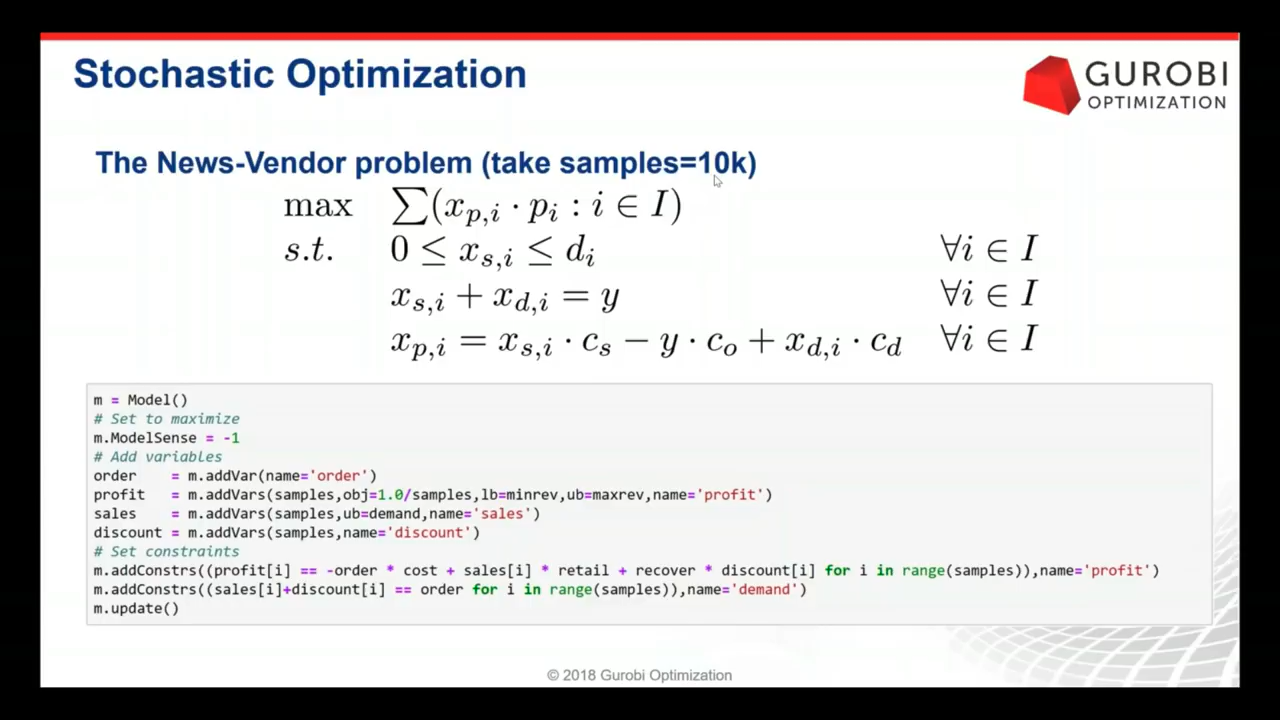 Stochastic Optimization
GUROBI
OPTIMIZATION
The News-Vendor problem (take samples=10k)
max ∑(x_{p,i} · p_i : i ∈ I)
s.t. 0 ≤ x_{s,i} ≤ d_i ∀i ∈ I
x_{s,i} + x_{d,i} = y ∀i ∈ I
x_{p,i} = x_{s,i} · c_s − y · c_o + x_{d,i} · c_d ∀i ∈ I
m = Model()
# Set to maximize
m.ModelSense = -1
# Add variables
order    = m.addVar(name='order')
profit   = m.addVars(samples,obj=1.0/samples,lb=minrev,ub=maxrev,name='profit')
sales    = m.addVars(samples,ub=demand,name='sales')
discount = m.addVars(samples,name='discount')
# Set constraints
m.addConstrs((profit[i] == -order * cost + sales[i] * retail + recover * discount[i] for i in range(samples)),name='profit')
m.addConstrs((sales[i]+discount[i] == order for i in range(samples)),name='demand')
m.update()
© 2018 Gurobi Optimization